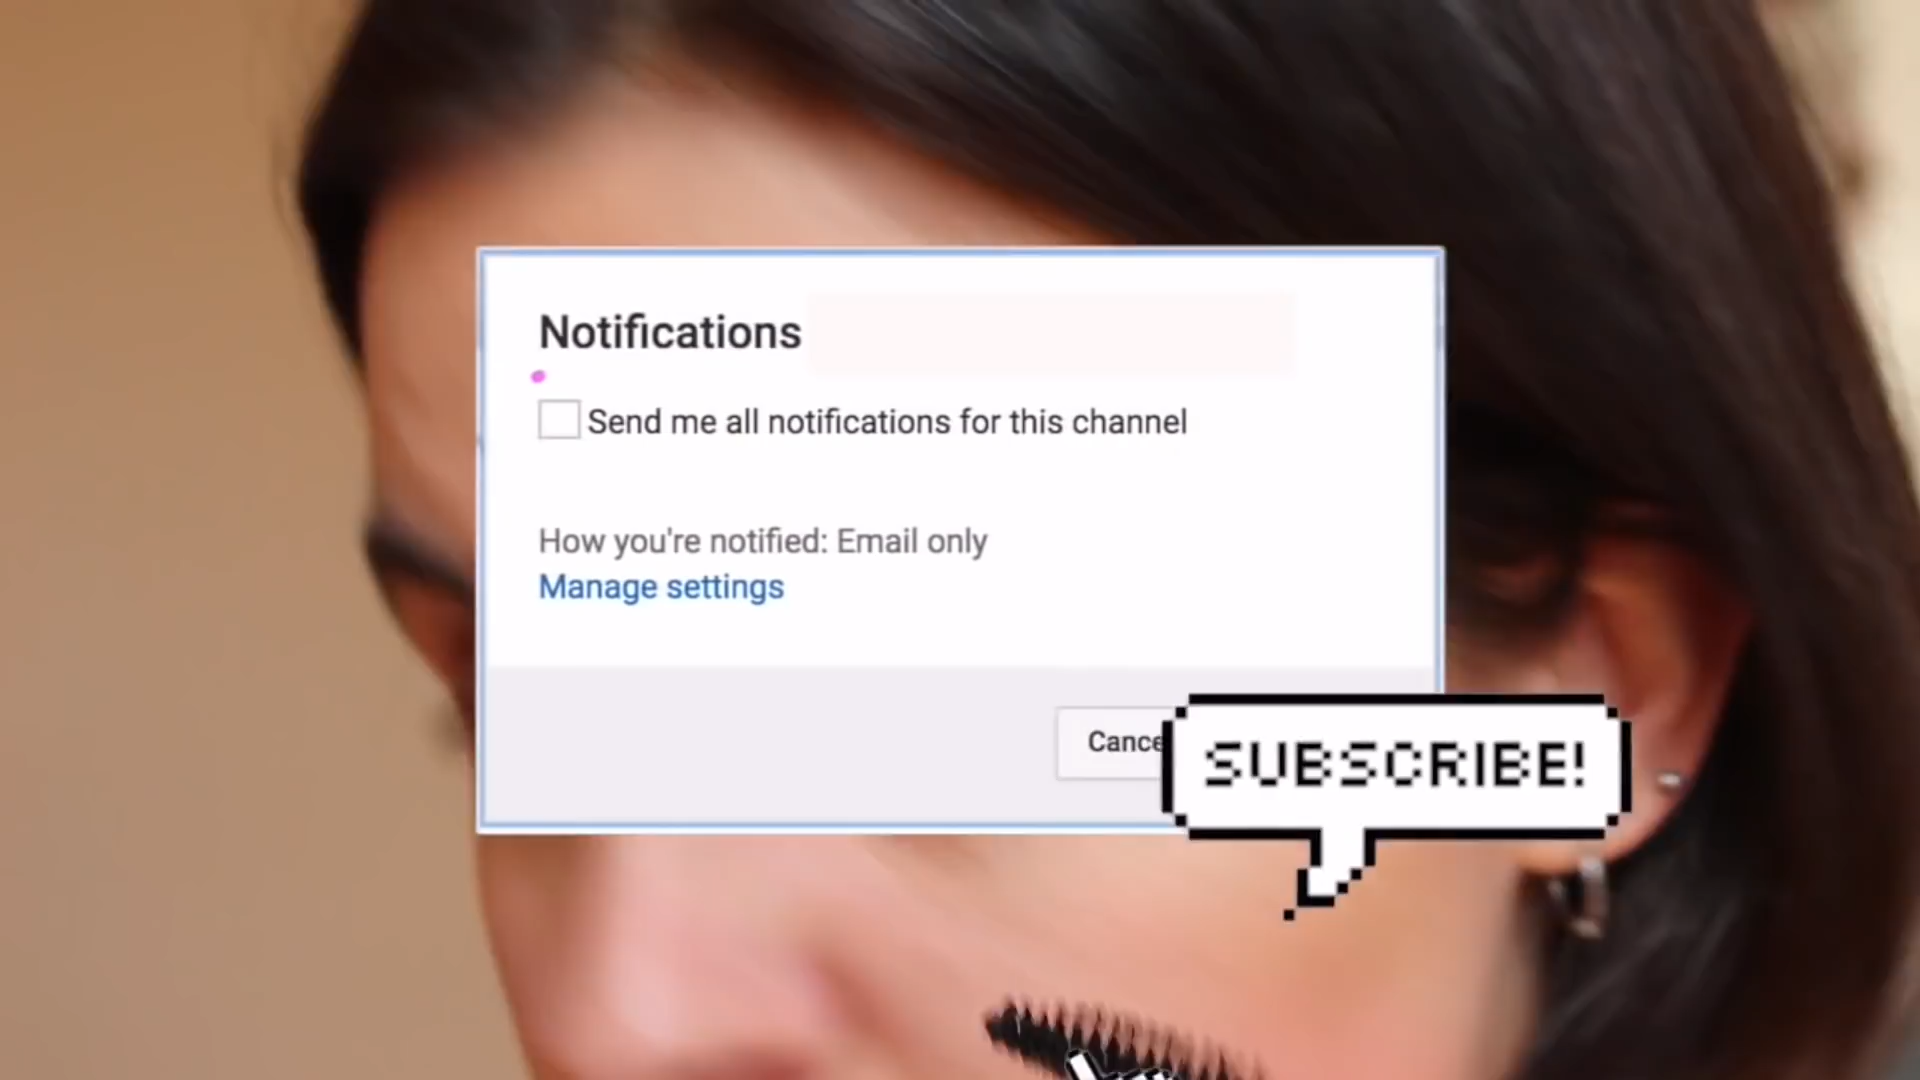 Notifications
Send me all notifications for this channel
How you're notified: Email only
Manage settings
SUBSCRIBE!